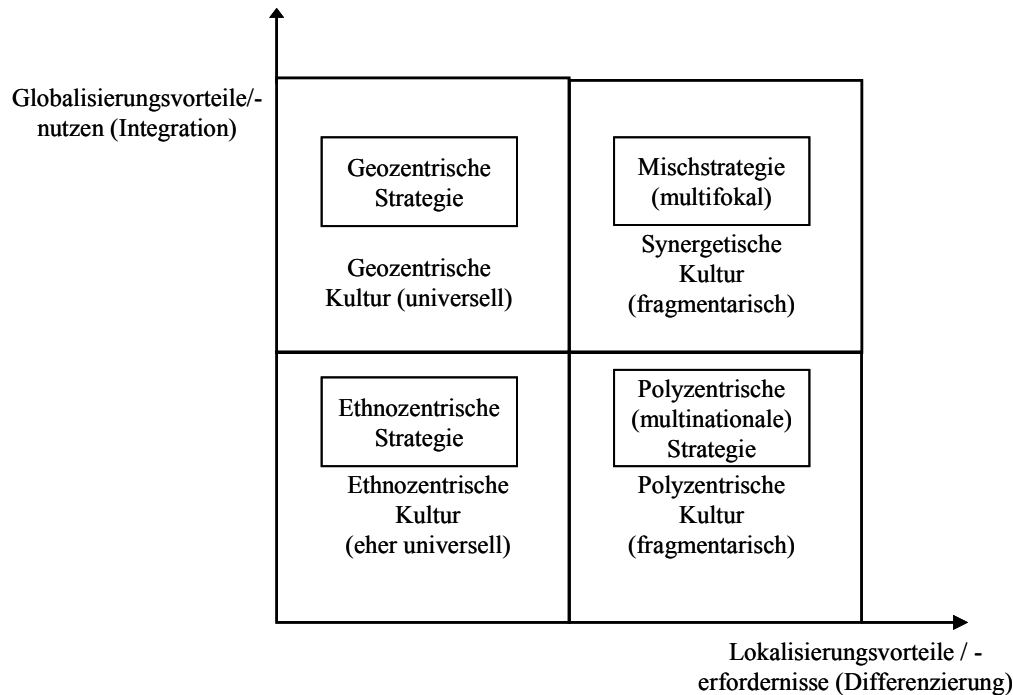 Globalisierungsvorteile/-
nutzen (Integration)
Geozentrische
Strategie
Geozentrische
Kultur (universell)
Mischstrategie
(multifokal)
Synergetische
Kultur
(fragmentarisch)
Ethnozentrische
Strategie
Ethnozentrische
Kultur
(eher universell)
Polyzentrische
(multinationale)
Strategie
Polyzentrische
Kultur
(fragmentarisch)
Lokalisierungsvorteile / -
erfordernisse (Differenzierung)